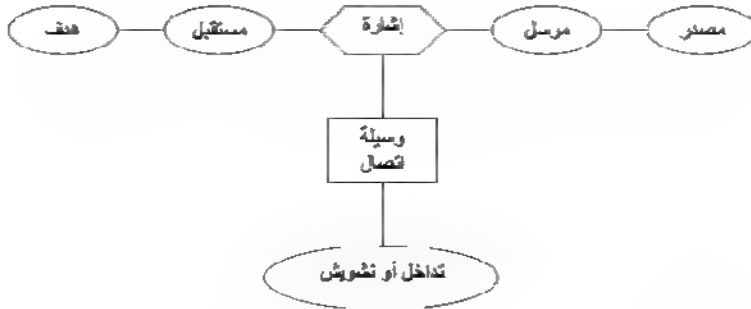 مصدر
مرسل
إشارة
مستقبل
هدف
وسيلة
اتصال
تداخل أو تشويش